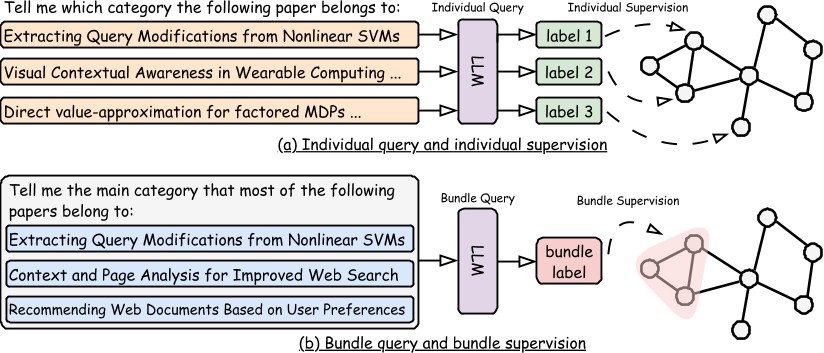 Tell me which category the following paper belongs to:
Individual Query
Individual Supervision
Extracting Query Modifications from Nonlinear SVMs
label 1
Visual Contextual Awareness in Wearable Computing ...
LLM
label 2
Direct value-approximation for factored MDPs ...
label 3
(a) Individual query and individual supervision
Tell me the main category that most of the following
papers belong to:
Bundle Query
Bundle Supervision
Extracting Query Modifications from Nonlinear SVMs
Context and Page Analysis for Improved Web Search
LLM
bundle
label
Recommending Web Documents Based on User Preferences
(b) Bundle query and bundle supervision